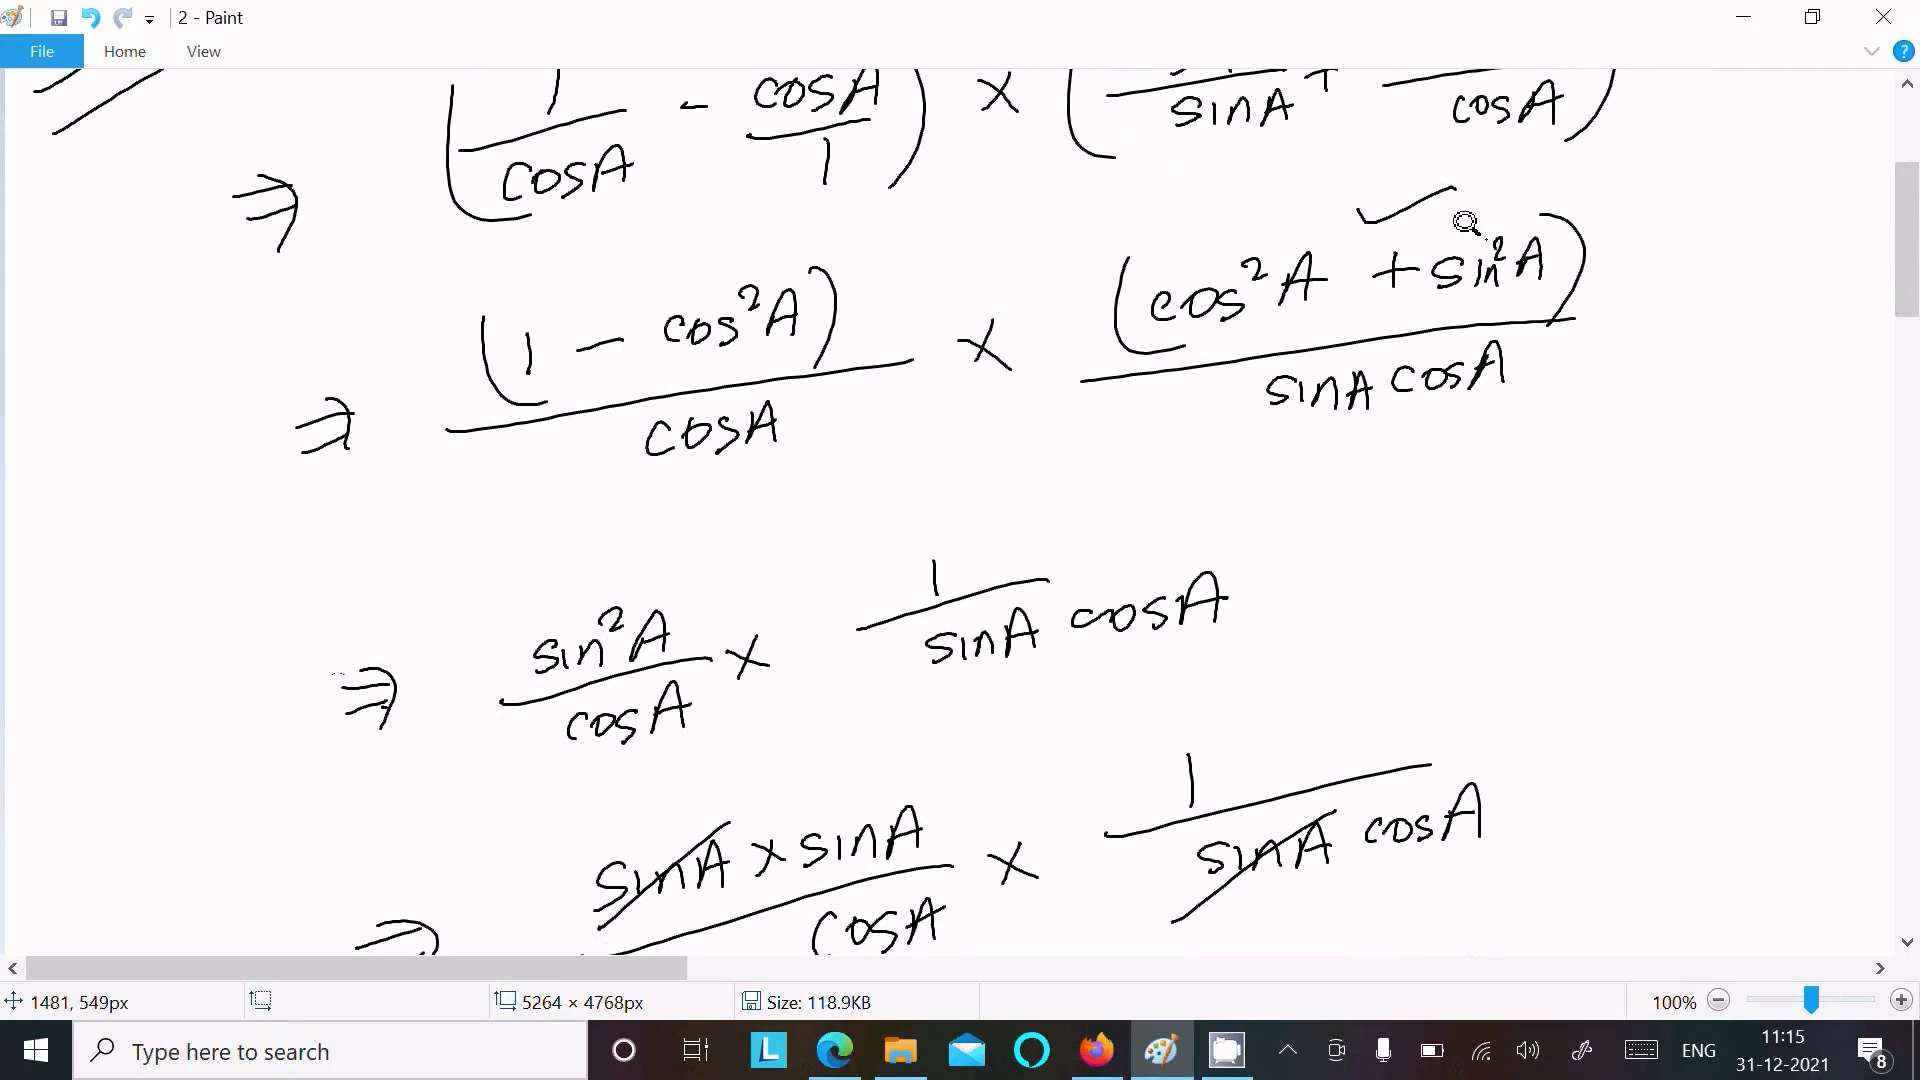 2 - Paint
File Home View
(1/cosA - cosA/1) × ( /sinA + /cosA)
⇒
⇒ (1 - cos²A)/cosA × (cos²A + sin²A)/sinA cosA
⇒ sin²A/cosA × 1/sinA cosA
⇒ sinA × sinA/cosA × 1/sinA cosA
1481, 549px 5264 × 4768px Size: 118.9KB 100%
Type here to search
ENG
11:15
31-12-2021
8